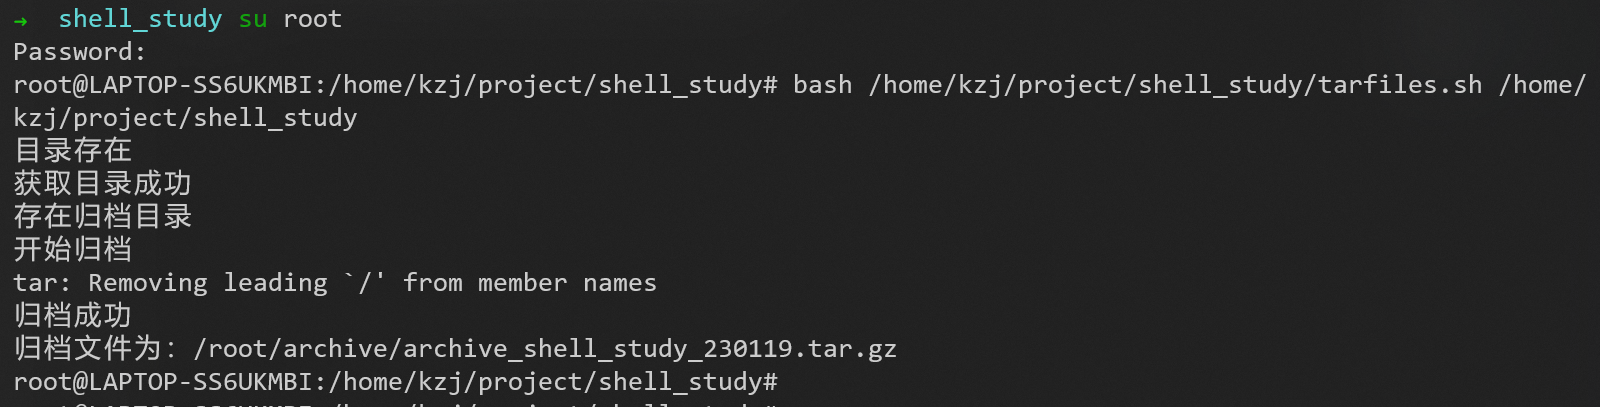 → shell_study su root
Password:
root@LAPTOP-SS6UKMBI:/home/kzj/project/shell_study# bash /home/kzj/project/shell_study/tarfiles.sh /home/
kzj/project/shell_study
目录存在
获取目录成功
存在归档目录
开始归档
tar: Removing leading `/' from member names
归档成功
归档文件为：/root/archive/archive_shell_study_230119.tar.gz
root@LAPTOP-SS6UKMBI:/home/kzj/project/shell_study#